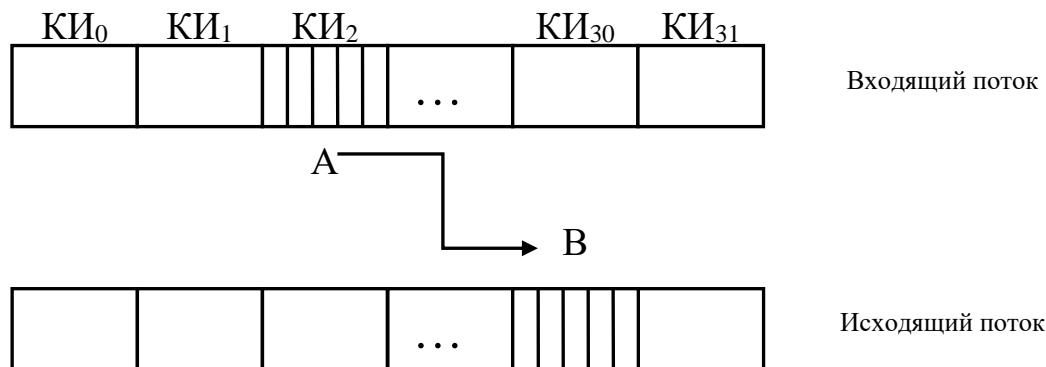 КИ₀ КИ₁ КИ₂ КИ₃₀ КИ₃₁
... Входящий поток
А
В
... Исходящий поток